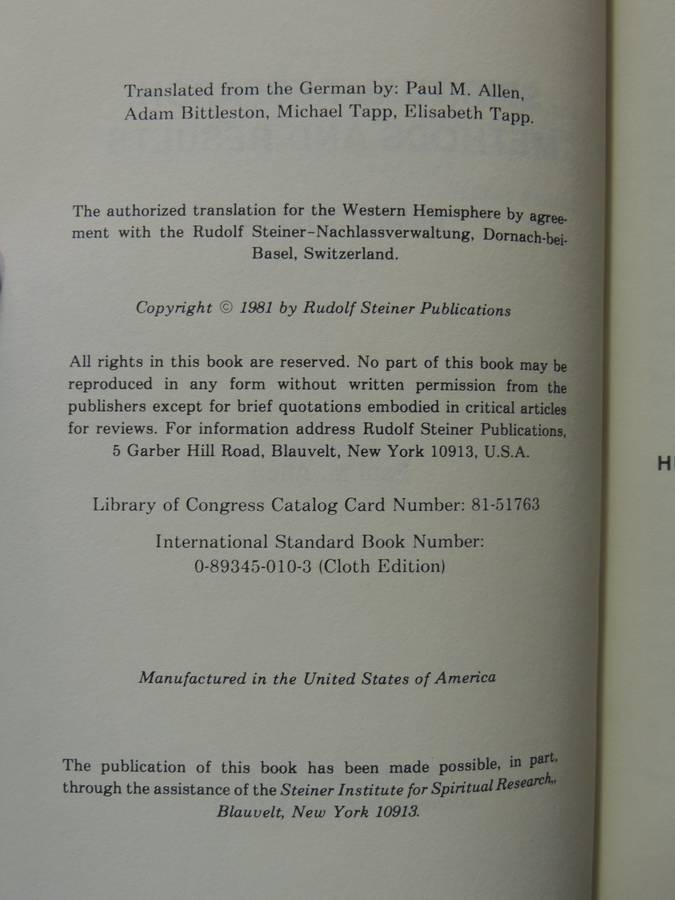 Translated from the German by: Paul M. Allen,
Adam Bittleston, Michael Tapp, Elisabeth Tapp.
The authorized translation for the Western Hemisphere by agree-
ment with the Rudolf Steiner-Nachlassverwaltung, Dornach-bei-
Basel, Switzerland.
Copyright © 1981 by Rudolf Steiner Publications
All rights in this book are reserved. No part of this book may be
reproduced in any form without written permission from the
publishers except for brief quotations embodied in critical articles
for reviews. For information address Rudolf Steiner Publications,
5 Garber Hill Road, Blauvelt, New York 10913, U.S.A.
Library of Congress Catalog Card Number: 81-51763
International Standard Book Number:
0-89345-010-3 (Cloth Edition)
Manufactured in the United States of America
The publication of this book has been made possible, in part,
through the assistance of the Steiner Institute for Spiritual Research,,
Blauvelt, New York 10913.